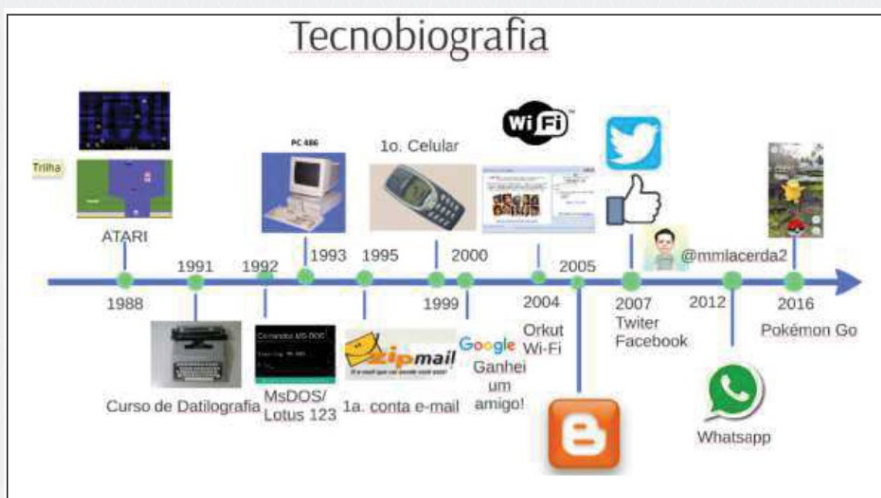 Tecnobiografia
Trilha
ATARI
1988
1991
Curso de Datilografia
1992
MsDOS/
Lotus 123
PC 486
1993
1995
zipmail
1a. conta e-mail
1o. Celular
1999
2000
Google
Ganhei
um
amigo!
Wi Fi
2004
Orkut
Wi-Fi
2005
2007
Twiter
Facebook
@mmlacerda2
2012
Whatsapp
2016
Pokémon Go